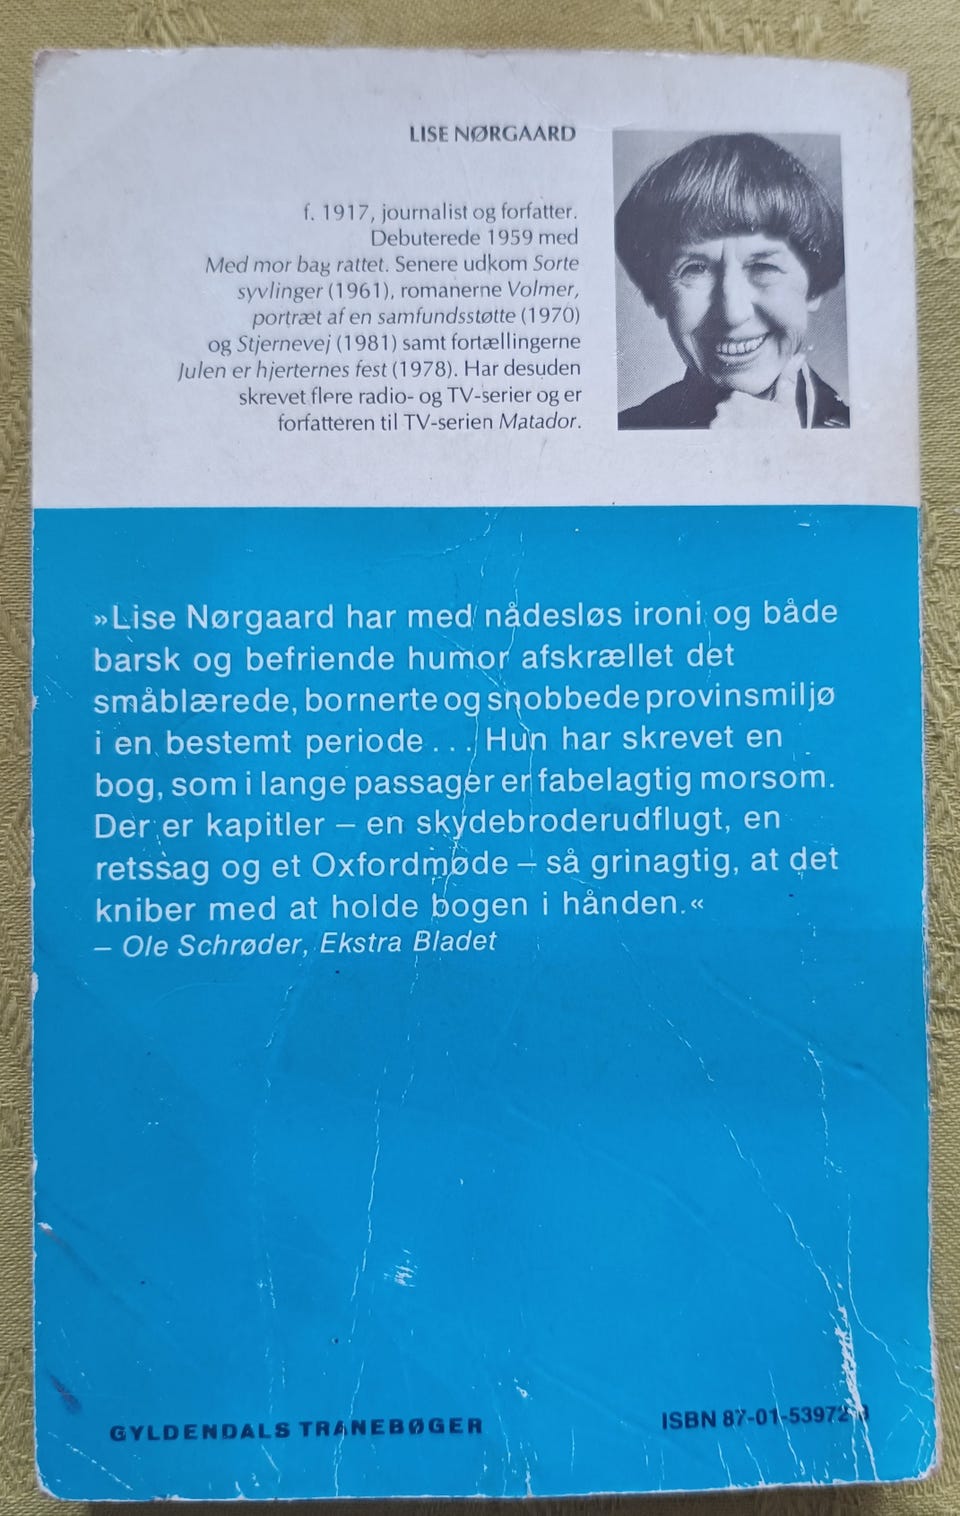 LISE NØRGAARD
f. 1917, journalist og forfatter.
Debuterede 1959 med
Med mor bag rattet. Senere udkom Sorte
syvlinger (1961), romanerne Volmer,
portræt af en samfundsstøtte (1970)
og Stjernevej (1981) samt fortællingerne
Julen er hjerternes fest (1978). Har desuden
skrevet flere radio- og TV-serier og er
forfatteren til TV-serien Matador.
»Lise Nørgaard har med nådesløs ironi og både
barsk og befriende humor afskrællet det
småblærede, bornerte og snobbede provinsmiljø
i en bestemt periode ... Hun har skrevet en
bog, som i lange passager er fabelagtig morsom.
Der er kapitler – en skydebroderudflugt, en
retssag og et Oxfordmøde – så grinagtig, at det
kniber med at holde bogen i hånden.«
– Ole Schrøder, Ekstra Bladet
GYLDENDALS TRANEBØGER
ISBN 87-01-53972